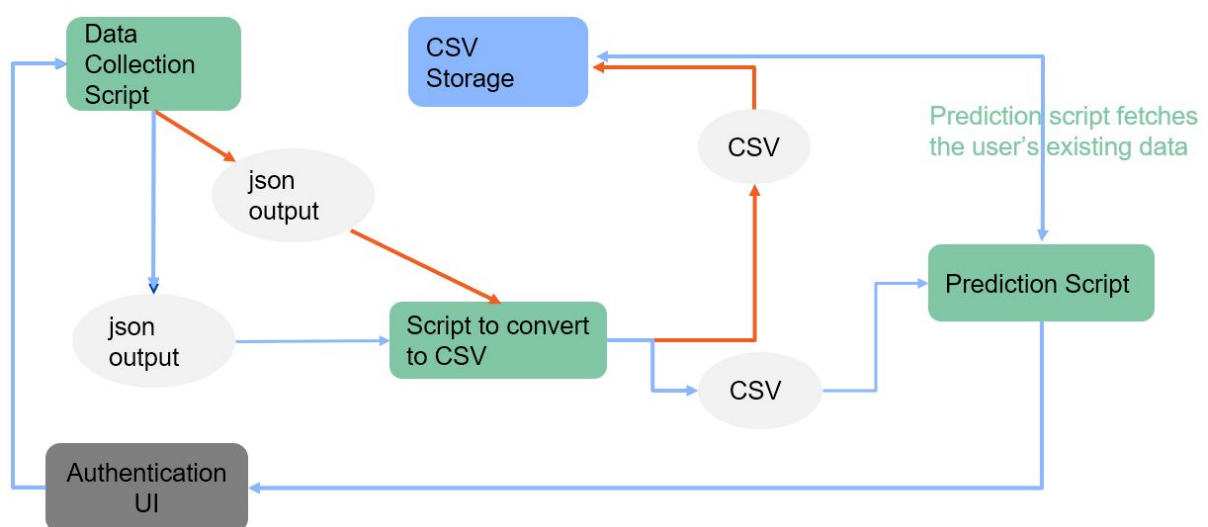 Data
Collection
Script
CSV
Storage
Prediction script fetches
the user's existing data
CSV
json
output
Prediction Script
json
output
Script to convert
to CSV
CSV
Authentication
UI